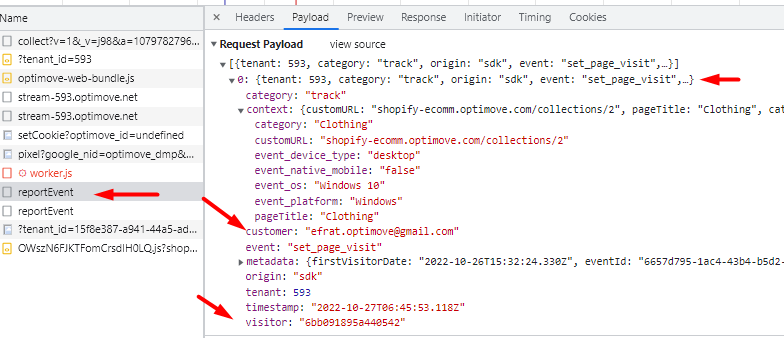 Name
collect?v=1&_v=j98&a=1079782796...
?tenant_id=593
optimove-web-bundle.js
stream-593.optimove.net
stream-593.optimove.net
setCookie?optimove_id=undefined
pixel?google_nid=optimove_dmp&...
worker.js
reportEvent
reportEvent
?tenant_id=15f8e387-a941-44a5-ad...
OWszN6FJKTFomCrsdIH0LQ.js?shop...
Headers Payload Preview Response Initiator Timing Cookies
Request Payload view source
[{tenant: 593, category: "track", origin: "sdk", event: "set_page_visit",…}]
0: {tenant: 593, category: "track", origin: "sdk", event: "set_page_visit",…}
category: "track"
context: {customURL: "shopify-ecomm.optimove.com/collections/2", pageTitle: "Clothing", cat
category: "Clothing"
customURL: "shopify-ecomm.optimove.com/collections/2"
event_device_type: "desktop"
event_native_mobile: "false"
event_os: "Windows 10"
event_platform: "Windows"
pageTitle: "Clothing"
customer: "efrat.optimove@gmail.com"
event: "set_page_visit"
metadata: {firstVisitorDate: "2022-10-26T15:32:24.330Z", eventId: "6657d795-1ac4-43b4-b5d2-
origin: "sdk"
tenant: 593
timestamp: "2022-10-27T06:45:53.118Z"
visitor: "6bb091895a440542"